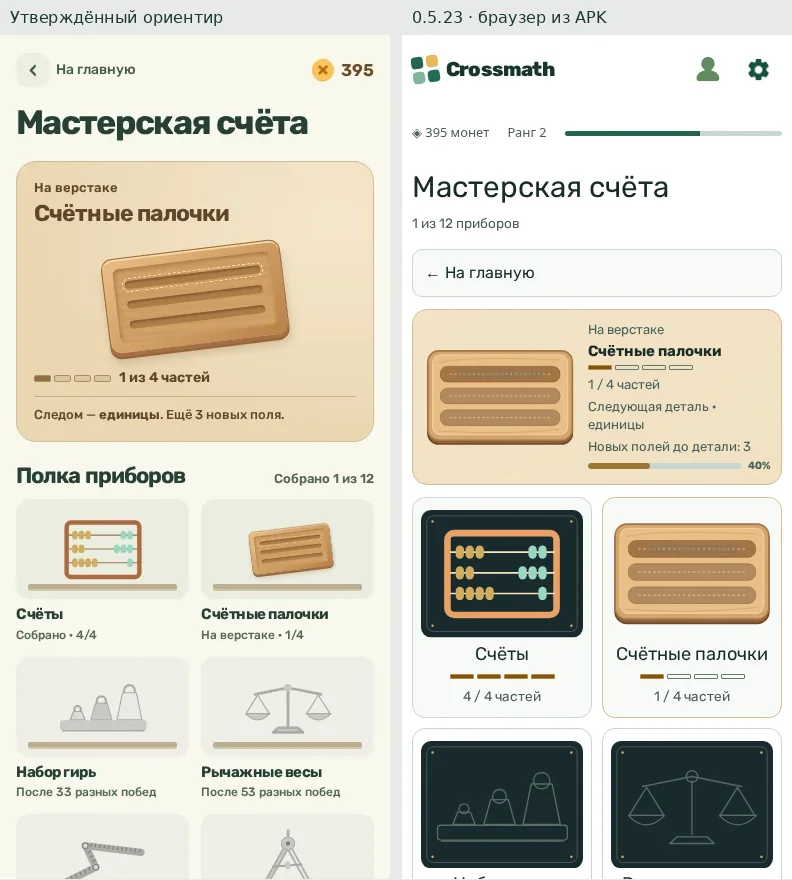 Утверждённый ориентир
На главную
395
Мастерская счёта
На верстаке
Счётные палочки
1 из 4 частей
Следом — единицы. Ещё 3 новых поля.
Полка приборов
Собрано 1 из 12
Счёты
Собрано • 4/4
Счётные палочки
На верстаке • 1/4
Набор гирь
После 33 разных побед
Рычажные весы
После 53 разных побед
0.5.23 · браузер из APK
Crossmath
◈ 395 монет
Ранг 2
Мастерская счёта
1 из 12 приборов
← На главную
На верстаке
Счётные палочки
1 / 4 частей
Следующая деталь •
единицы
Новых полей до детали: 3
40%
Счёты
4 / 4 частей
Счётные палочки
1 / 4 частей